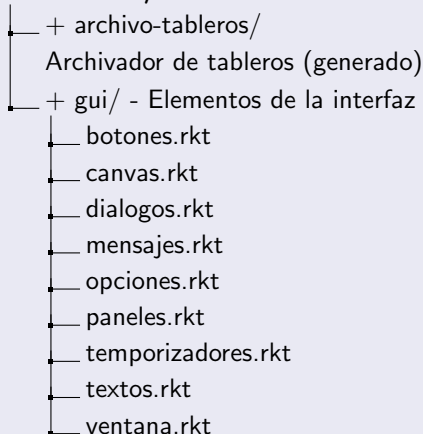 + archivo-tableros/
Archivador de tableros (generado)
+ gui/ - Elementos de la interfaz
botones.rkt
canvas.rkt
dialogos.rkt
mensajes.rkt
opciones.rkt
paneles.rkt
temporizadores.rkt
textos.rkt
ventana.rkt